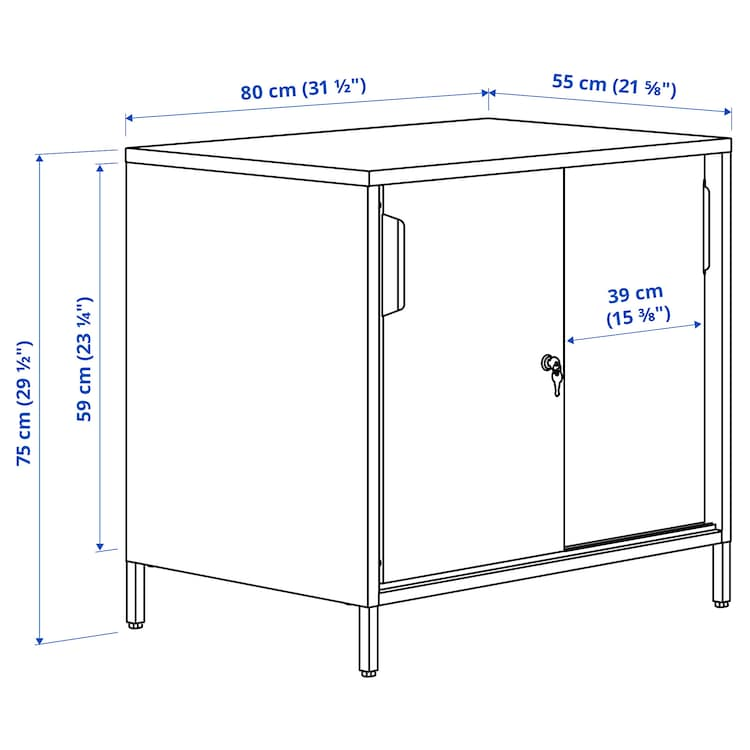 80 cm (31 ½")
55 cm (21 ⅝")
75 cm (29 ½")
59 cm (23 ¼")
39 cm
(15 ⅜")